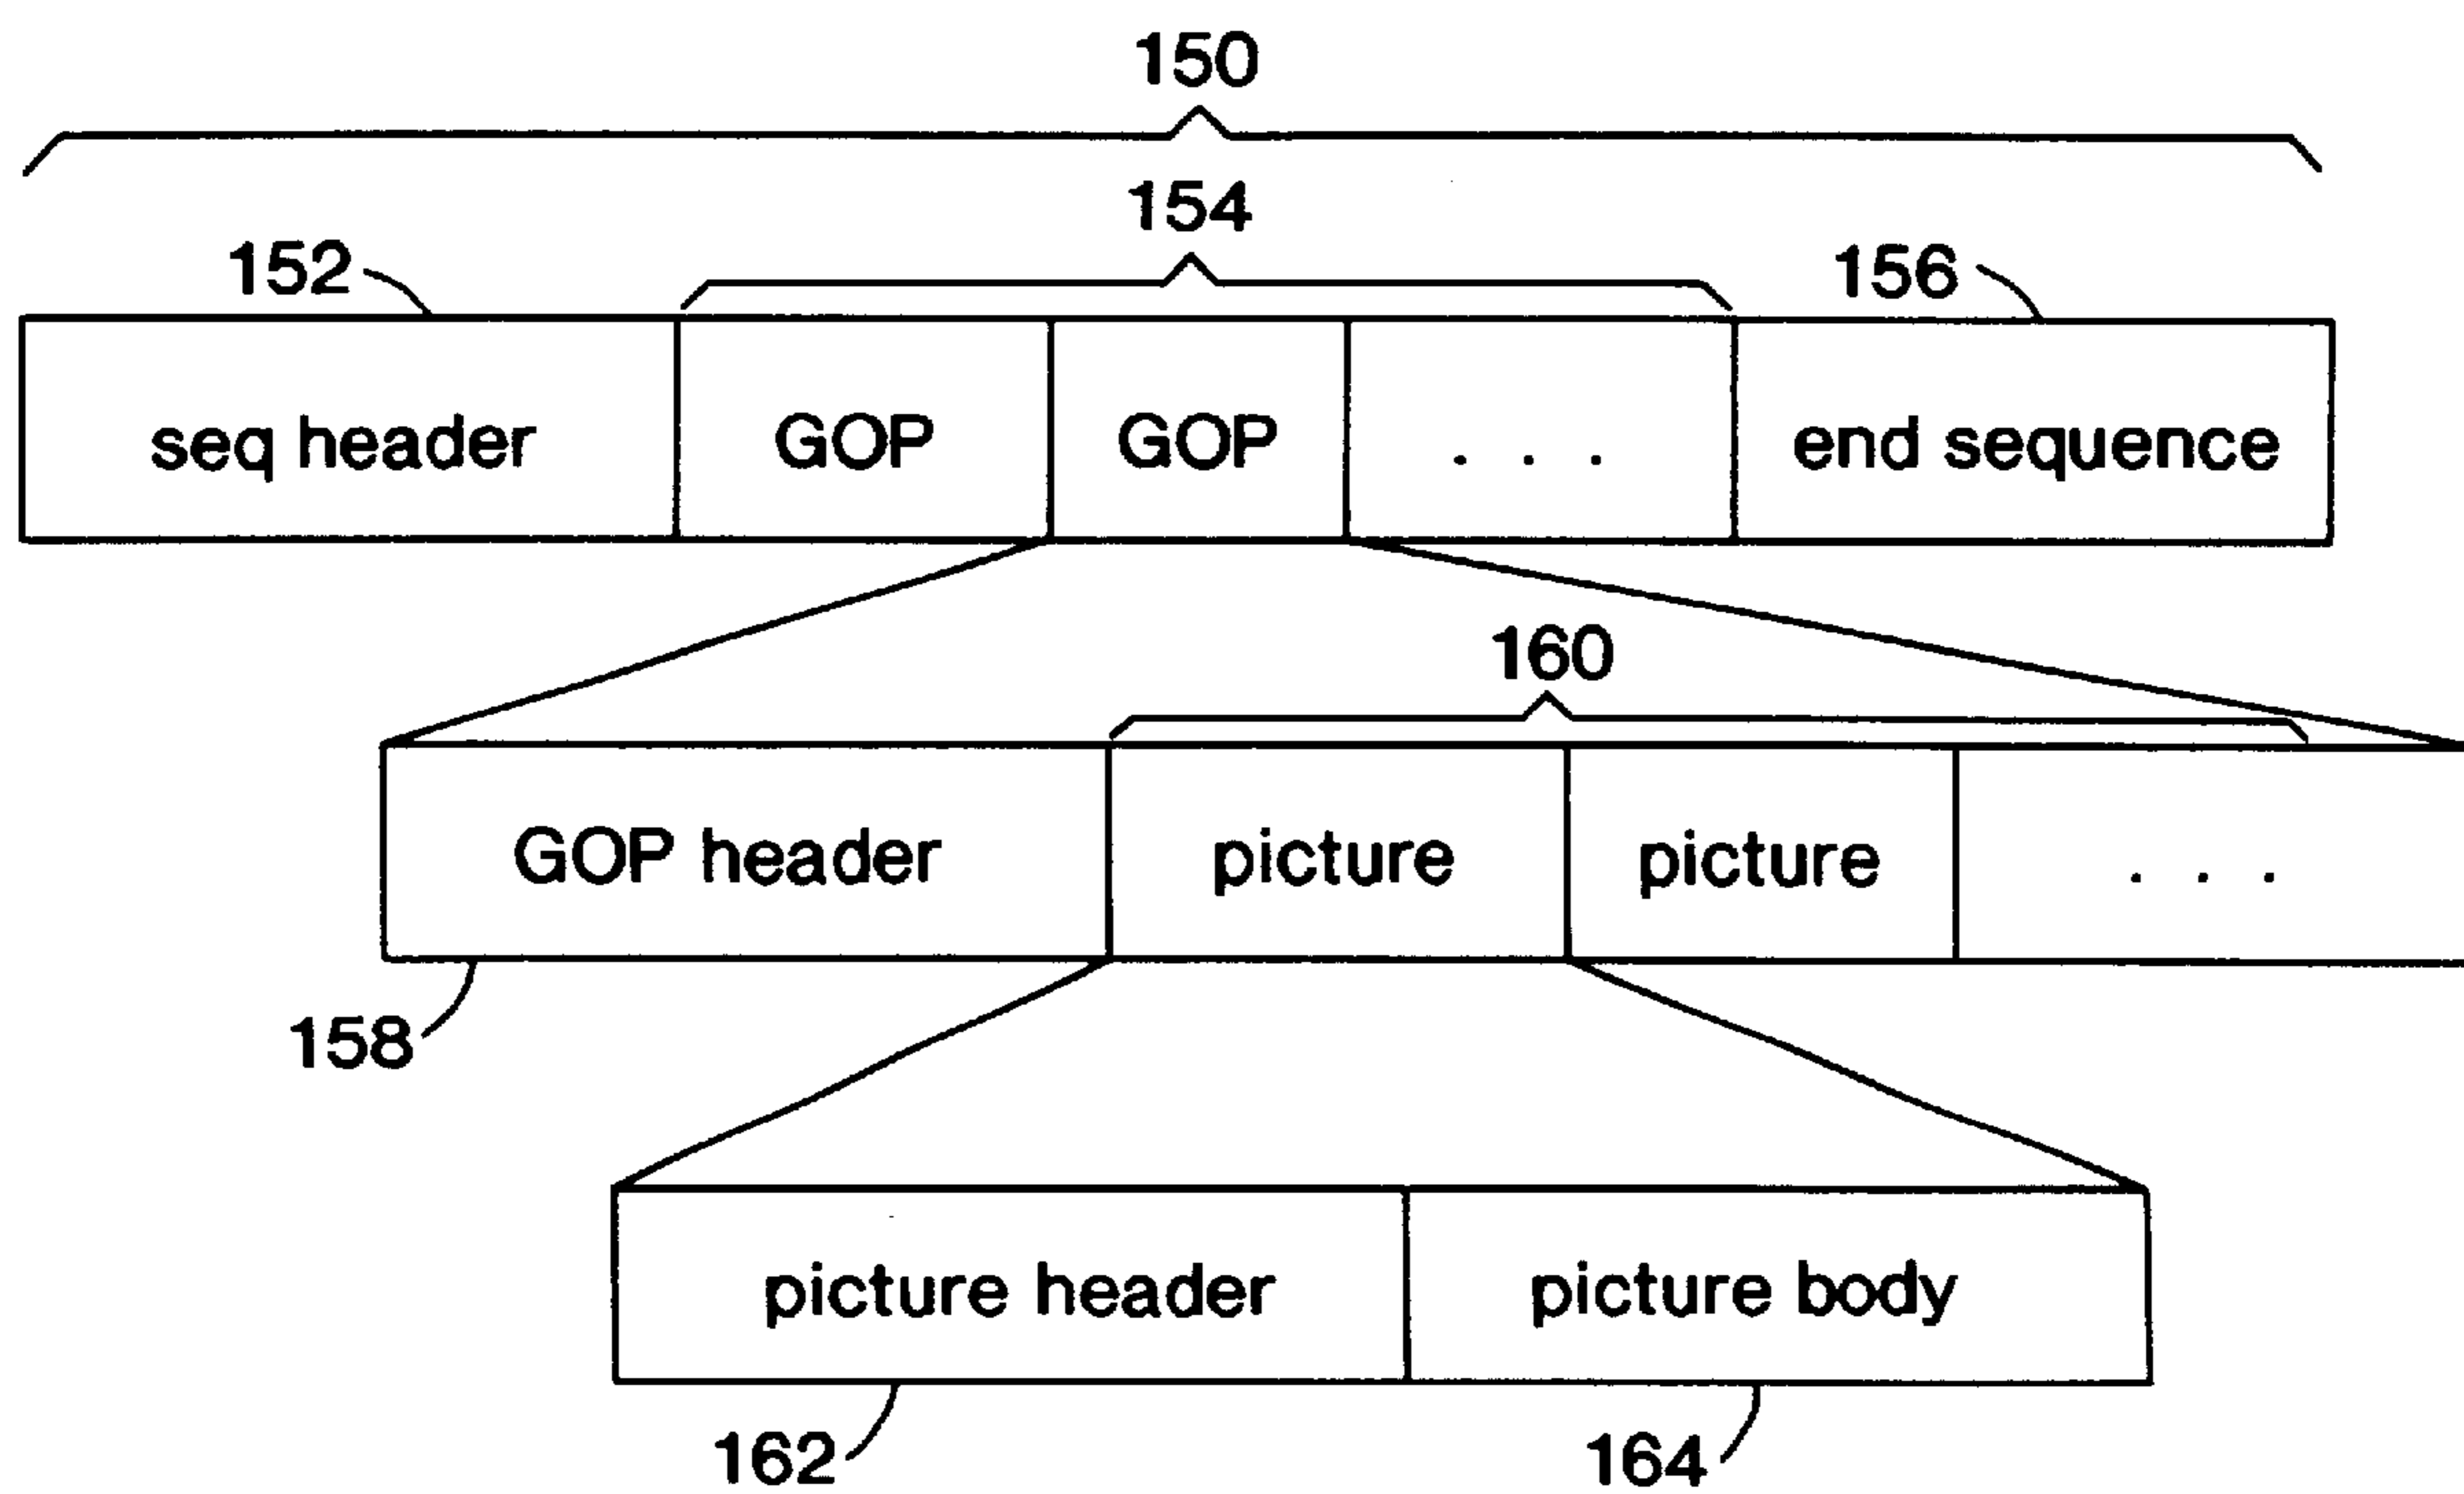 150
154
152
156
seq header GOP GOP . . . end sequence
160
GOP header picture picture . . .
158
picture header picture body
162 164